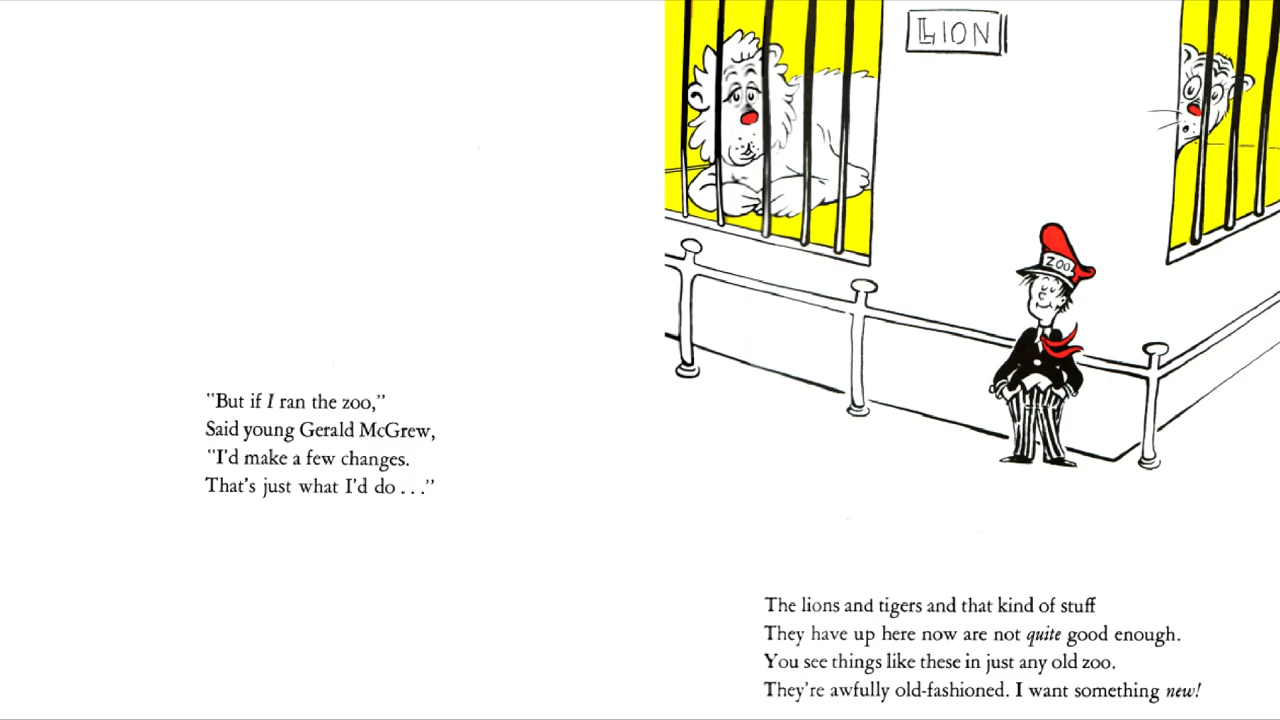 "But if I ran the zoo,"
Said young Gerald McGrew,
"I'd make a few changes.
That's just what I'd do . . ."
LION
ZOO
The lions and tigers and that kind of stuff
They have up here now are not quite good enough.
You see things like these in just any old zoo.
They're awfully old-fashioned. I want something new!